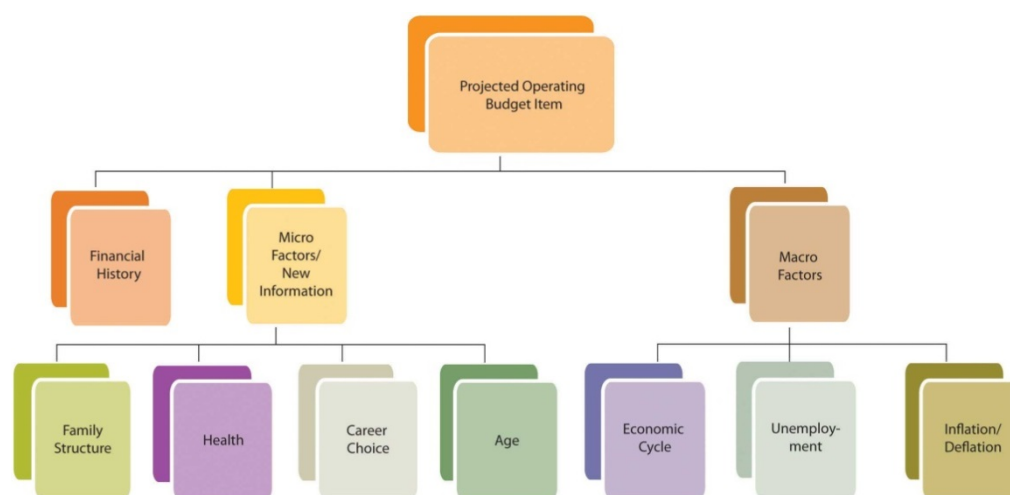 Projected Operating
Budget Item
Financial
History
Micro
Factors/
New
Information
Macro
Factors
Family
Structure
Health
Career
Choice
Age
Economic
Cycle
Unemploy-
ment
Inflation/
Deflation